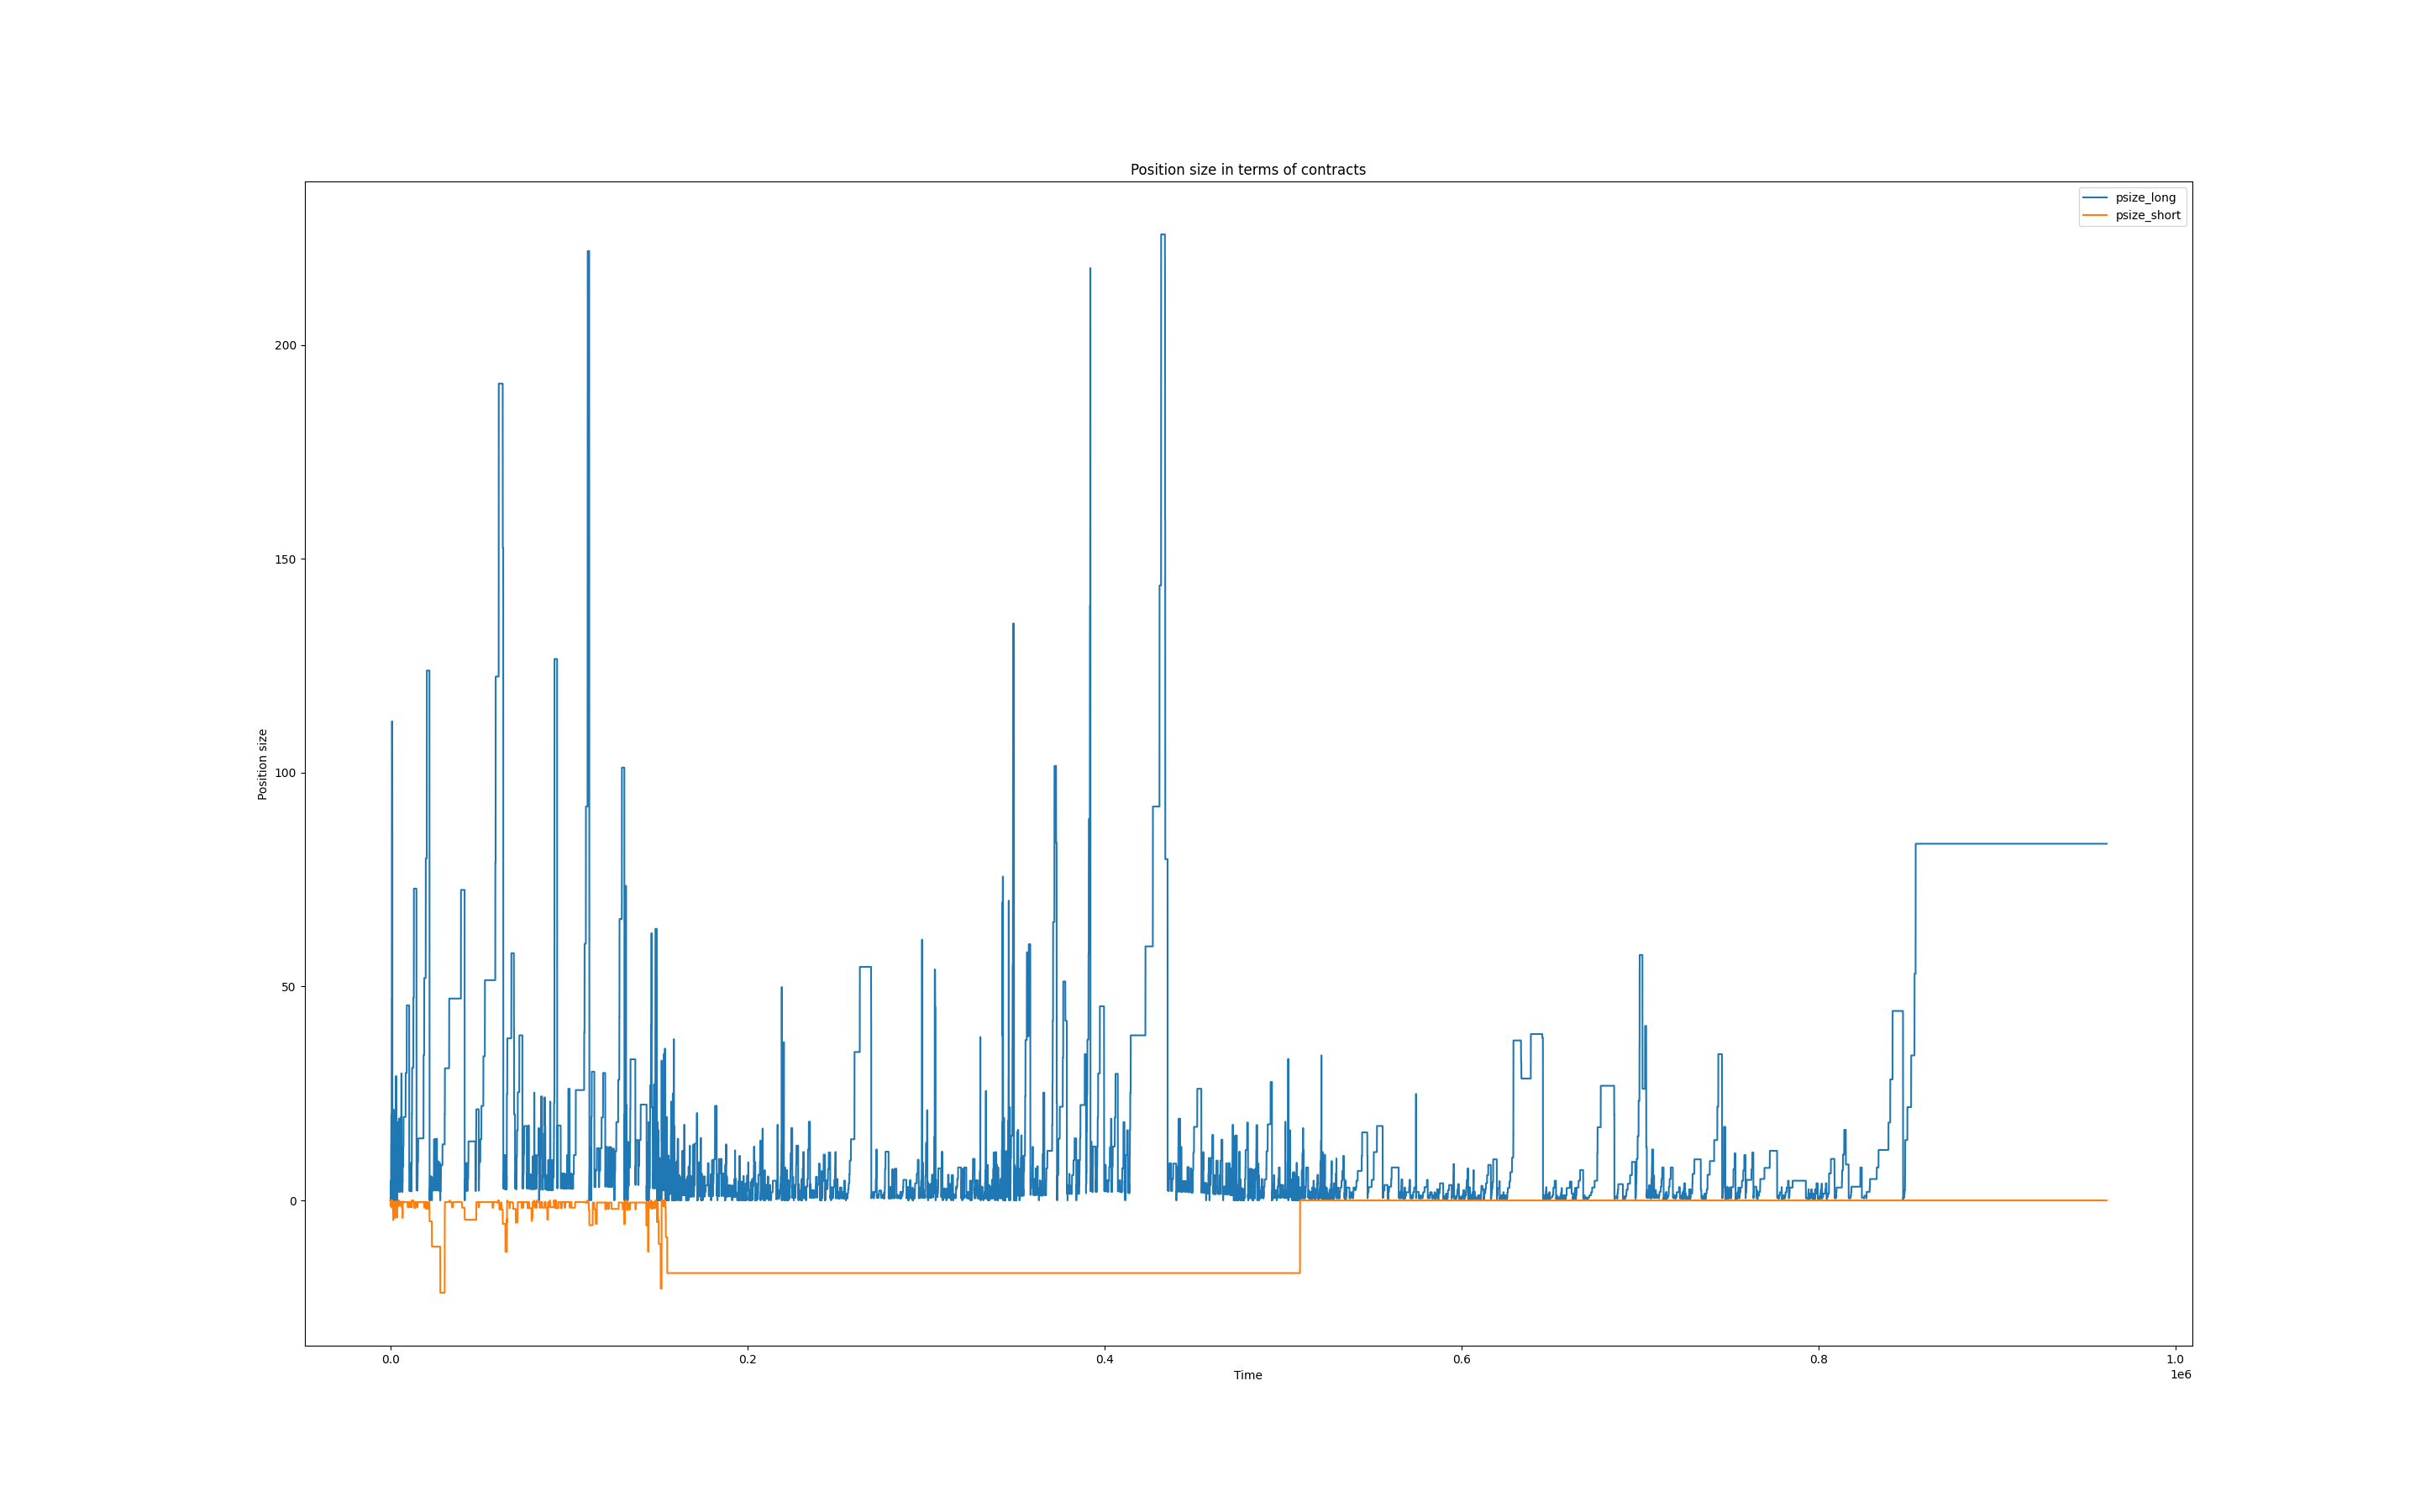 Position size in terms of contracts
psize_long
psize_short
Position size
200
150
100
50
0
0.0
0.2
0.4
0.6
0.8
1.0
1e6
Time